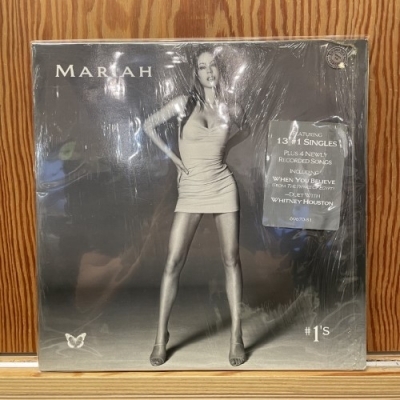 MARIAH
FEATURING
13 #1 SINGLES
PLUS 4 NEWLY
RECORDED SONGS
INCLUDING
WHEN YOU BELIEVE
DUET WITH
WHITNEY HOUSTON
#1'S